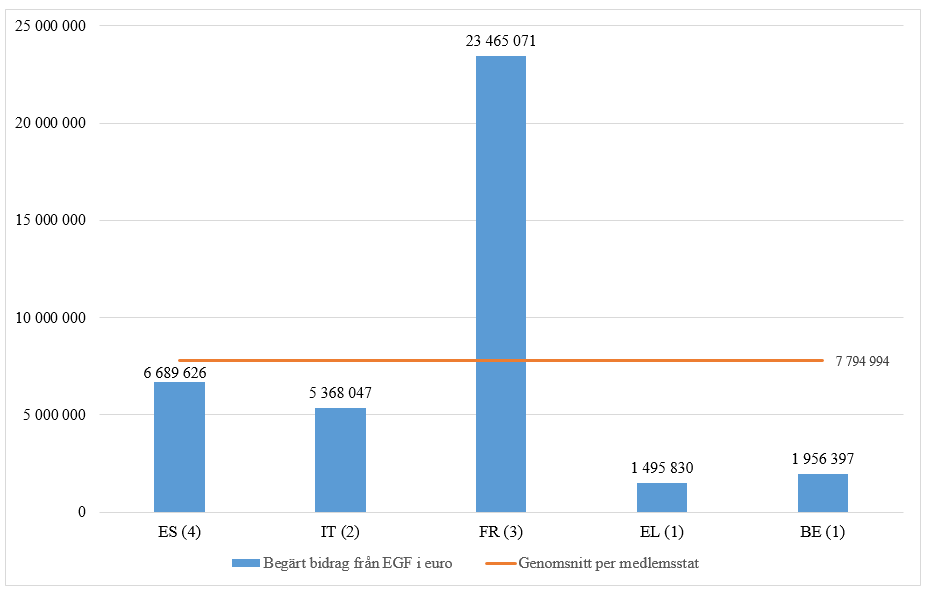 25 000 000
23 465 071
20 000 000
15 000 000
10 000 000
7 794 994
6 689 626
5 368 047
5 000 000
1 495 830
1 956 397
0
ES (4)
IT (2)
FR (3)
EL (1)
BE (1)
Begärt bidrag från EGF i euro
Genomsnitt per medlemsstat